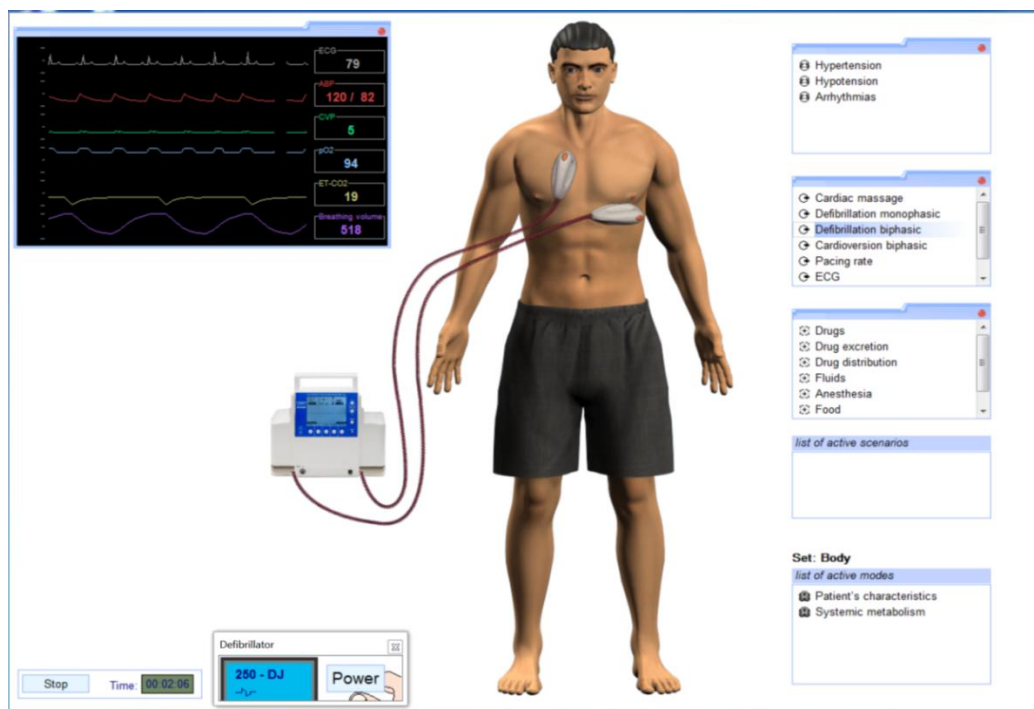 ECG
79
ABP
120 / 82
CVP
5
pO2
94
ET-CO2
19
Breathing volume
518
Hypertension
Hypotension
Arrhythmias
Cardiac massage
Defibrillation monophasic
Defibrillation biphasic
Cardioversion biphasic
Pacing rate
ECG
Drugs
Drug excretion
Drug distribution
Fluids
Anesthesia
Food
list of active scenarios
Set: Body
list of active modes
Patient's characteristics
Systemic metabolism
Defibrillator
250 - DJ
Power
Stop
Time: 00:02:06